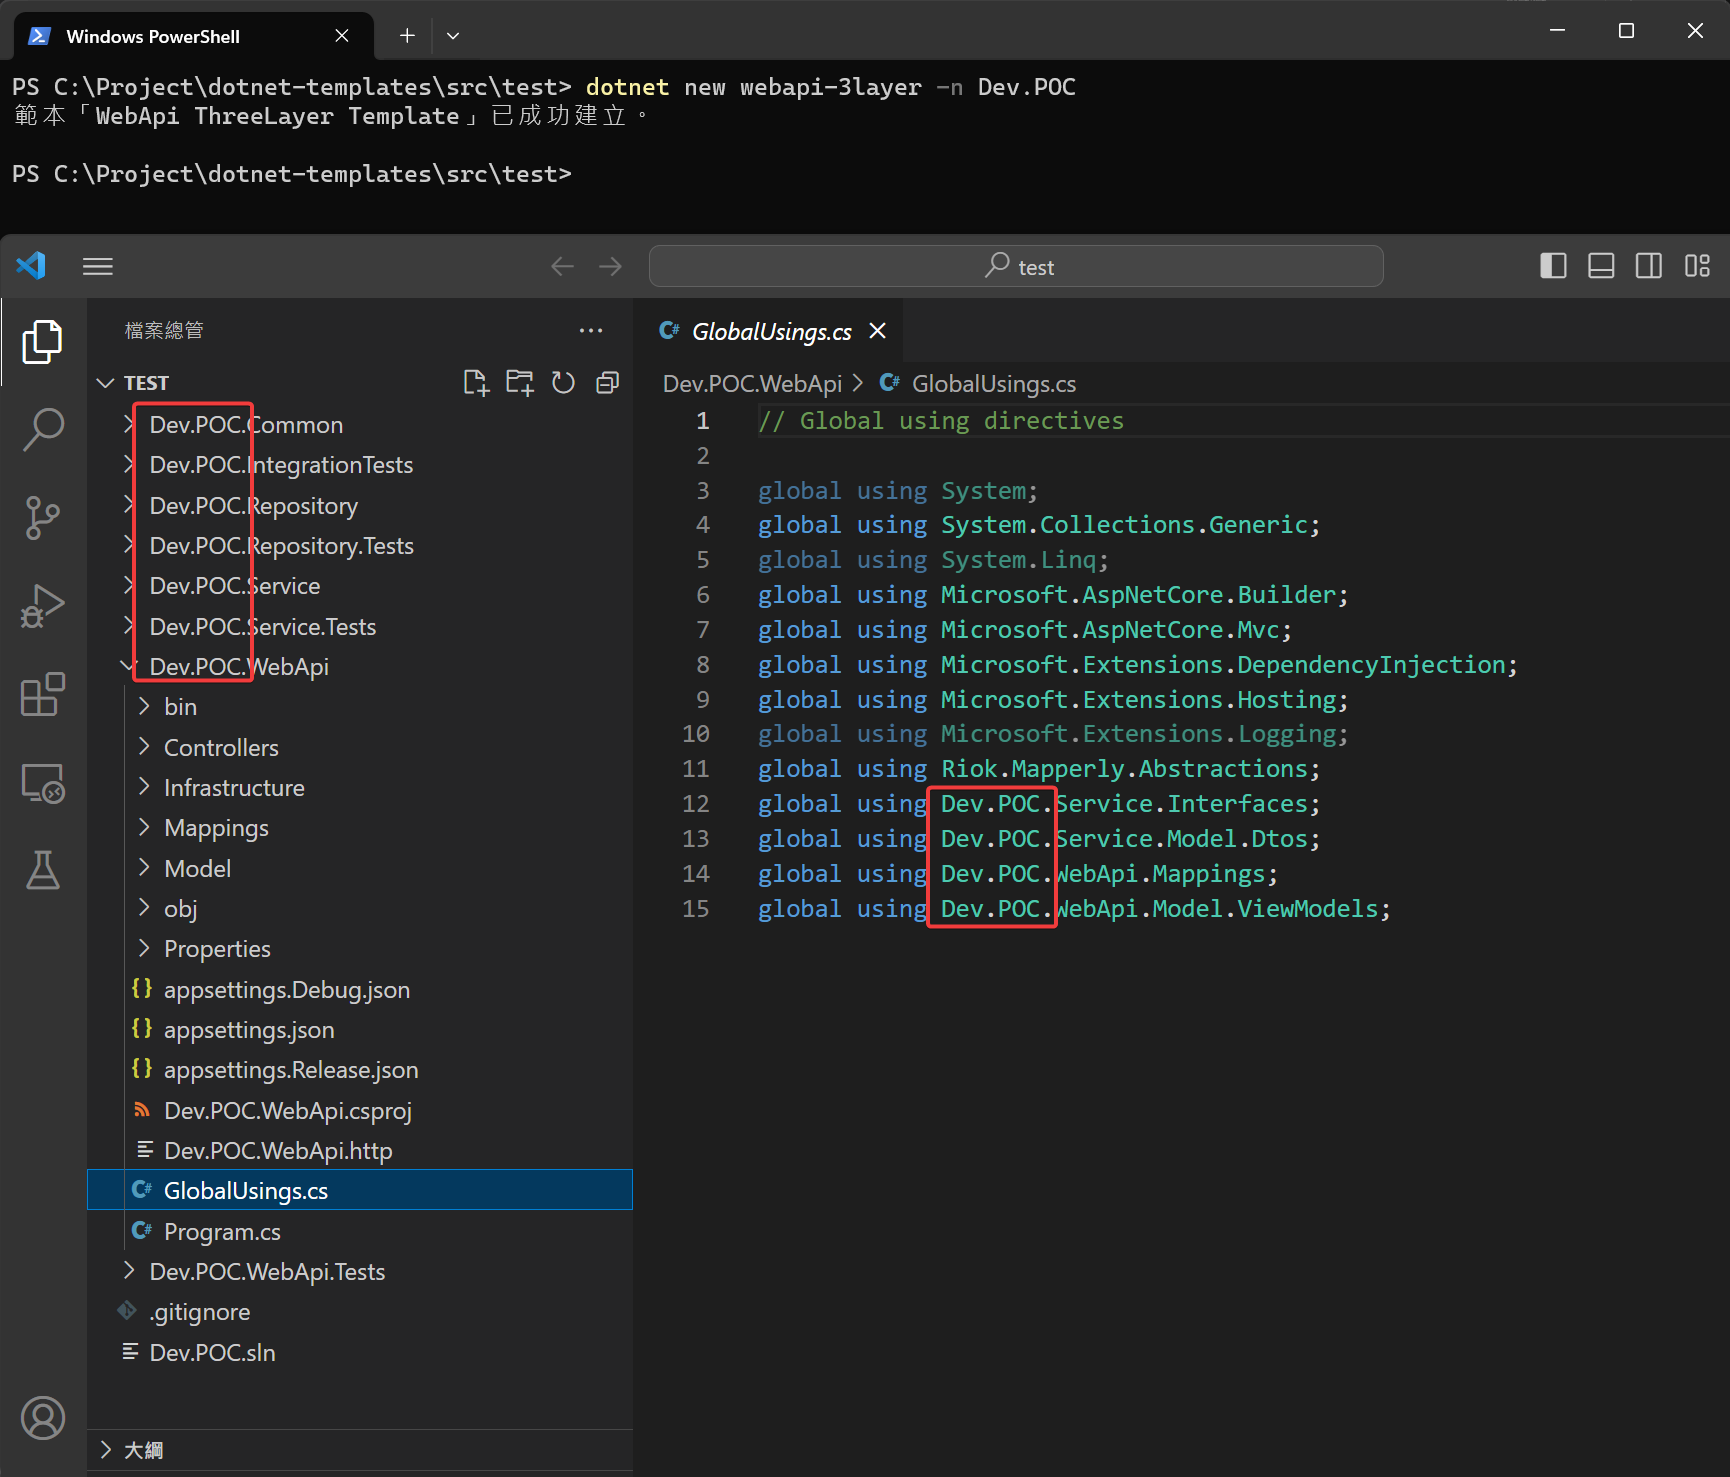 Windows PowerShell
PS C:\Project\dotnet-templates\src\test> dotnet new webapi-3layer -n Dev.POC
範本「WebApi ThreeLayer Template」已成功建立。
PS C:\Project\dotnet-templates\src\test>
test
檔案總管
TEST
Dev.POC.Common
Dev.POC.IntegrationTests
Dev.POC.Repository
Dev.POC.Repository.Tests
Dev.POC.Service
Dev.POC.Service.Tests
Dev.POC.WebApi
bin
Controllers
Infrastructure
Mappings
Model
obj
Properties
{} appsettings.Debug.json
{} appsettings.json
{} appsettings.Release.json
Dev.POC.WebApi.csproj
Dev.POC.WebApi.http
C# GlobalUsings.cs
C# Program.cs
Dev.POC.WebApi.Tests
.gitignore
Dev.POC.sln
大綱
C# GlobalUsings.cs
Dev.POC.WebApi > C# GlobalUsings.cs
1 // Global using directives
2
3 global using System;
4 global using System.Collections.Generic;
5 global using System.Linq;
6 global using Microsoft.AspNetCore.Builder;
7 global using Microsoft.AspNetCore.Mvc;
8 global using Microsoft.Extensions.DependencyInjection;
9 global using Microsoft.Extensions.Hosting;
10 global using Microsoft.Extensions.Logging;
11 global using Riok.Mapperly.Abstractions;
12 global using Dev.POC.Service.Interfaces;
13 global using Dev.POC.Service.Model.Dtos;
14 global using Dev.POC.WebApi.Mappings;
15 global using Dev.POC.WebApi.Model.ViewModels;